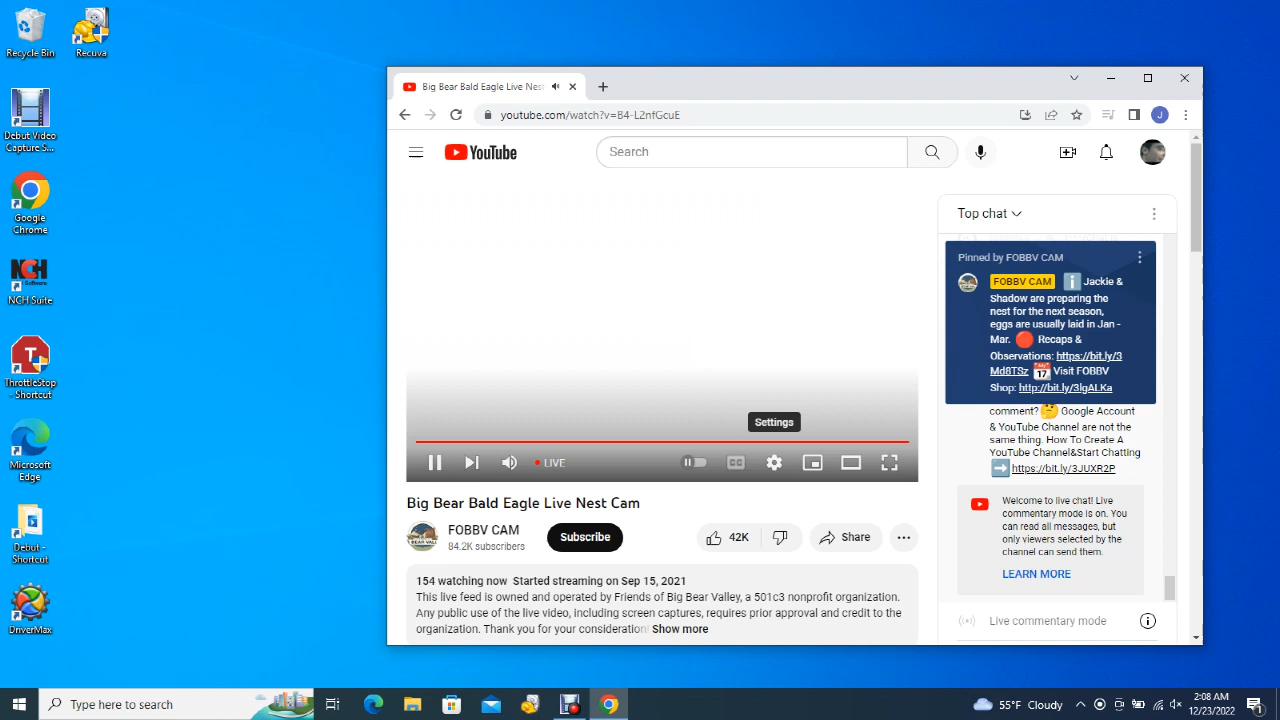 Recycle Bin
Recuva
Debut Video
Capture S...
Google
Chrome
NCH
Software
NCH Suite
ThrottleStop
- Shortcut
Microsoft
Edge
Debut -
Shortcut
DriverMax
Big Bear Bald Eagle Live Nest
youtube.com/watch?v=B4-L2nfGcuE
J
YouTube
Search
Top chat
Pinned by FOBBV CAM
FOBBV CAM Jackie &
Shadow are preparing the
nest for the next season,
eggs are usually laid in Jan -
Mar. Recaps &
Observations: https://bit.ly/3
Md8TSz 17 Visit FOBBV
Shop: http://bit.ly/3lgALKa
comment? Google Account
& YouTube Channel are not the
same thing. How To Create A
YouTube Channel&Start Chatting
https://bit.ly/3JUXR2P
Welcome to live chat! Live
commentary mode is on. You
can read all messages, but
only viewers selected by the
channel can send them.
LEARN MORE
Live commentary mode
Settings
LIVE
Big Bear Bald Eagle Live Nest Cam
FOBBV CAM
84.2K subscribers
Subscribe
42K
Share
154 watching now Started streaming on Sep 15, 2021
This live feed is owned and operated by Friends of Big Bear Valley, a 501c3 nonprofit organization.
Any public use of the live video, including screen captures, requires prior approval and credit to the
organization. Thank you for your consideration! Show more
Type here to search
55°F Cloudy
2:08 AM
12/23/2022
1